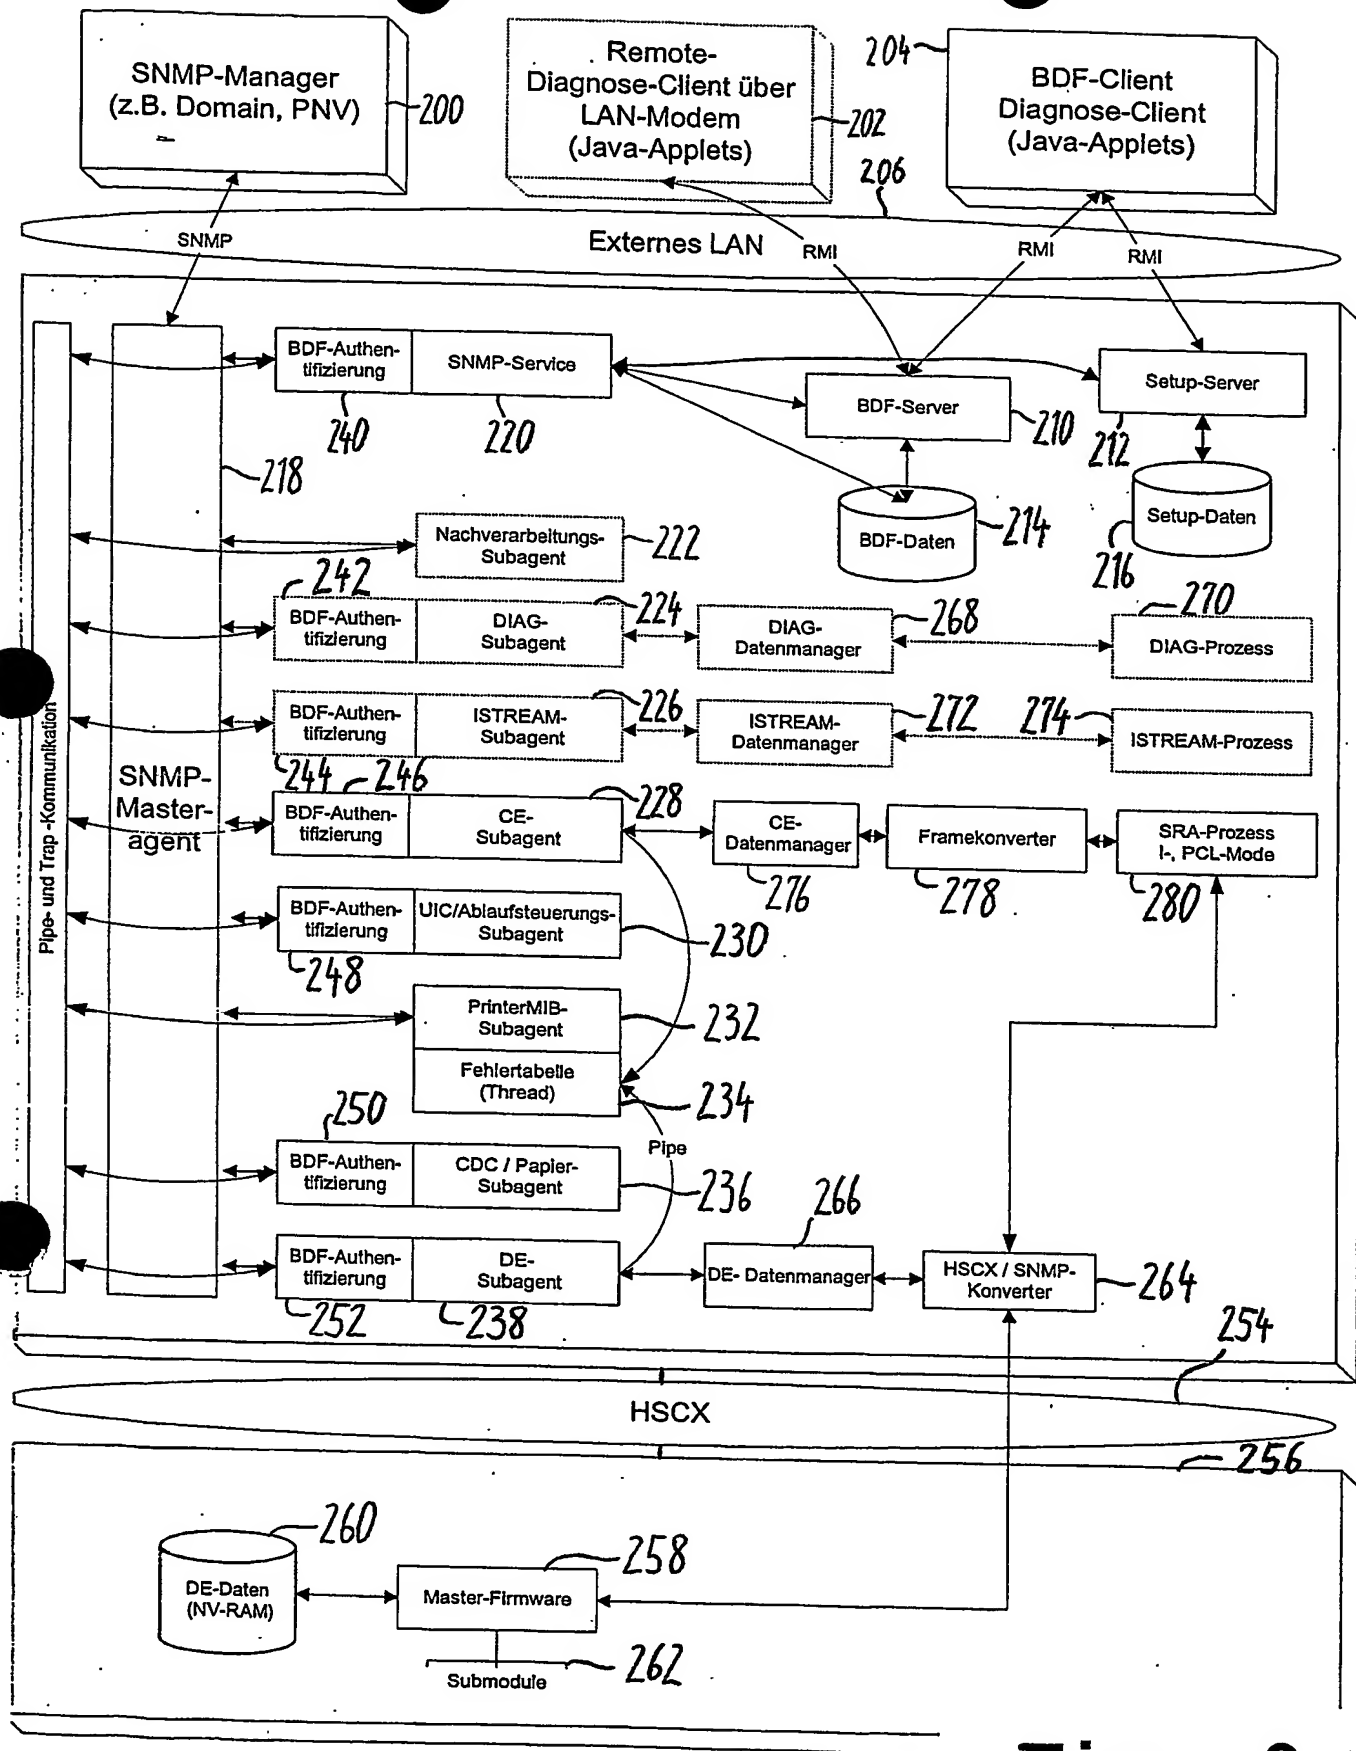 SNMP-Manager
(z.B. Domain, PNV)
200
Remote-
Diagnose-Client über
LAN-Modem
(Java-Applets)
202
204
BDF-Client
Diagnose-Client
(Java-Applets)
206
SNMP
Externes LAN
RMI
RMI
RMI
BDF-Authen-
tifizierung
SNMP-Service
240
220
BDF-Server
210
Setup-Server
212
218
BDF-Daten
214
Setup-Daten
216
Nachverarbeitungs-
Subagent
222
242
BDF-Authen-
tifizierung
DIAG-
Subagent
224
DIAG-
Datenmanager
268
270
DIAG-Prozess
BDF-Authen-
tifizierung
ISTREAM-
Subagent
226
ISTREAM-
Datenmanager
272
274
ISTREAM-Prozess
244
246
Pipe- und Trap -Kommunikation
SNMP-
Master-
agent
BDF-Authen-
tifizierung
CE-
Subagent
228
CE-
Datenmanager
276
Framekonverter
278
SRA-Prozess
I-, PCL-Mode
280
BDF-Authen-
tifizierung
UIC/Ablaufsteuerungs-
Subagent
230
248
PrinterMIB-
Subagent
232
Fehlertabelle
(Thread)
234
Pipe
250
BDF-Authen-
tifizierung
CDC / Papier-
Subagent
236
266
BDF-Authen-
tifizierung
DE-
Subagent
DE- Datenmanager
HSCX / SNMP-
Konverter
264
252
238
254
HSCX
256
260
DE-Daten
(NV-RAM)
258
Master-Firmware
262
Submodule